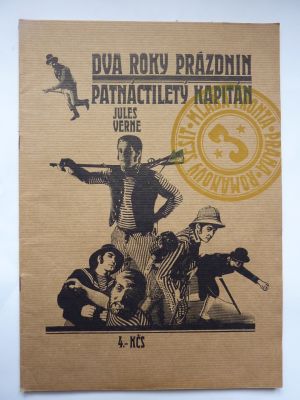 DVA ROKY PRÁZDNIN
PATNÁCTILETÝ KAPITÁN
JULES
VERNE
3
4.- KČS